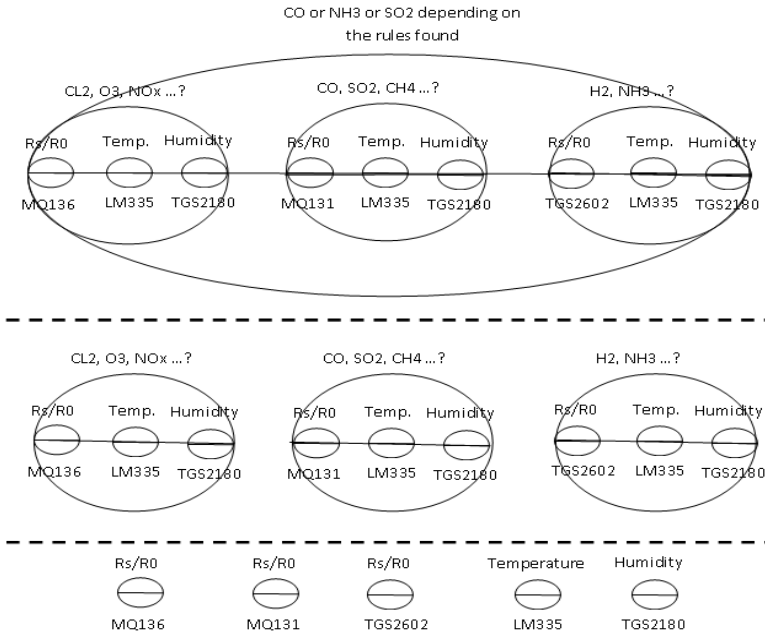 CO or NH3 or SO2 depending on
the rules found
CL2, O3, NOx ...?
CO, SO2, CH4 ...?
H2, NH3 ...?
Rs/R0 Temp. Humidity
Rs/R0 Temp. Humidity
Rs/R0 Temp. Humidity
MQ136 LM335 TGS2180
MQ131 LM335 TGS2180
TGS2602 LM335 TGS2180
CL2, O3, NOx ...?
CO, SO2, CH4 ...?
H2, NH3 ...?
Rs/R0 Temp. Humidity
Rs/R0 Temp. Humidity
Rs/R0 Temp. Humidity
MQ136 LM335 TGS2180
MQ131 LM335 TGS2180
TGS2602 LM335 TGS2180
Rs/R0 Rs/R0 Rs/R0 Temperature Humidity
MQ136 MQ131 TGS2602 LM335 TGS2180